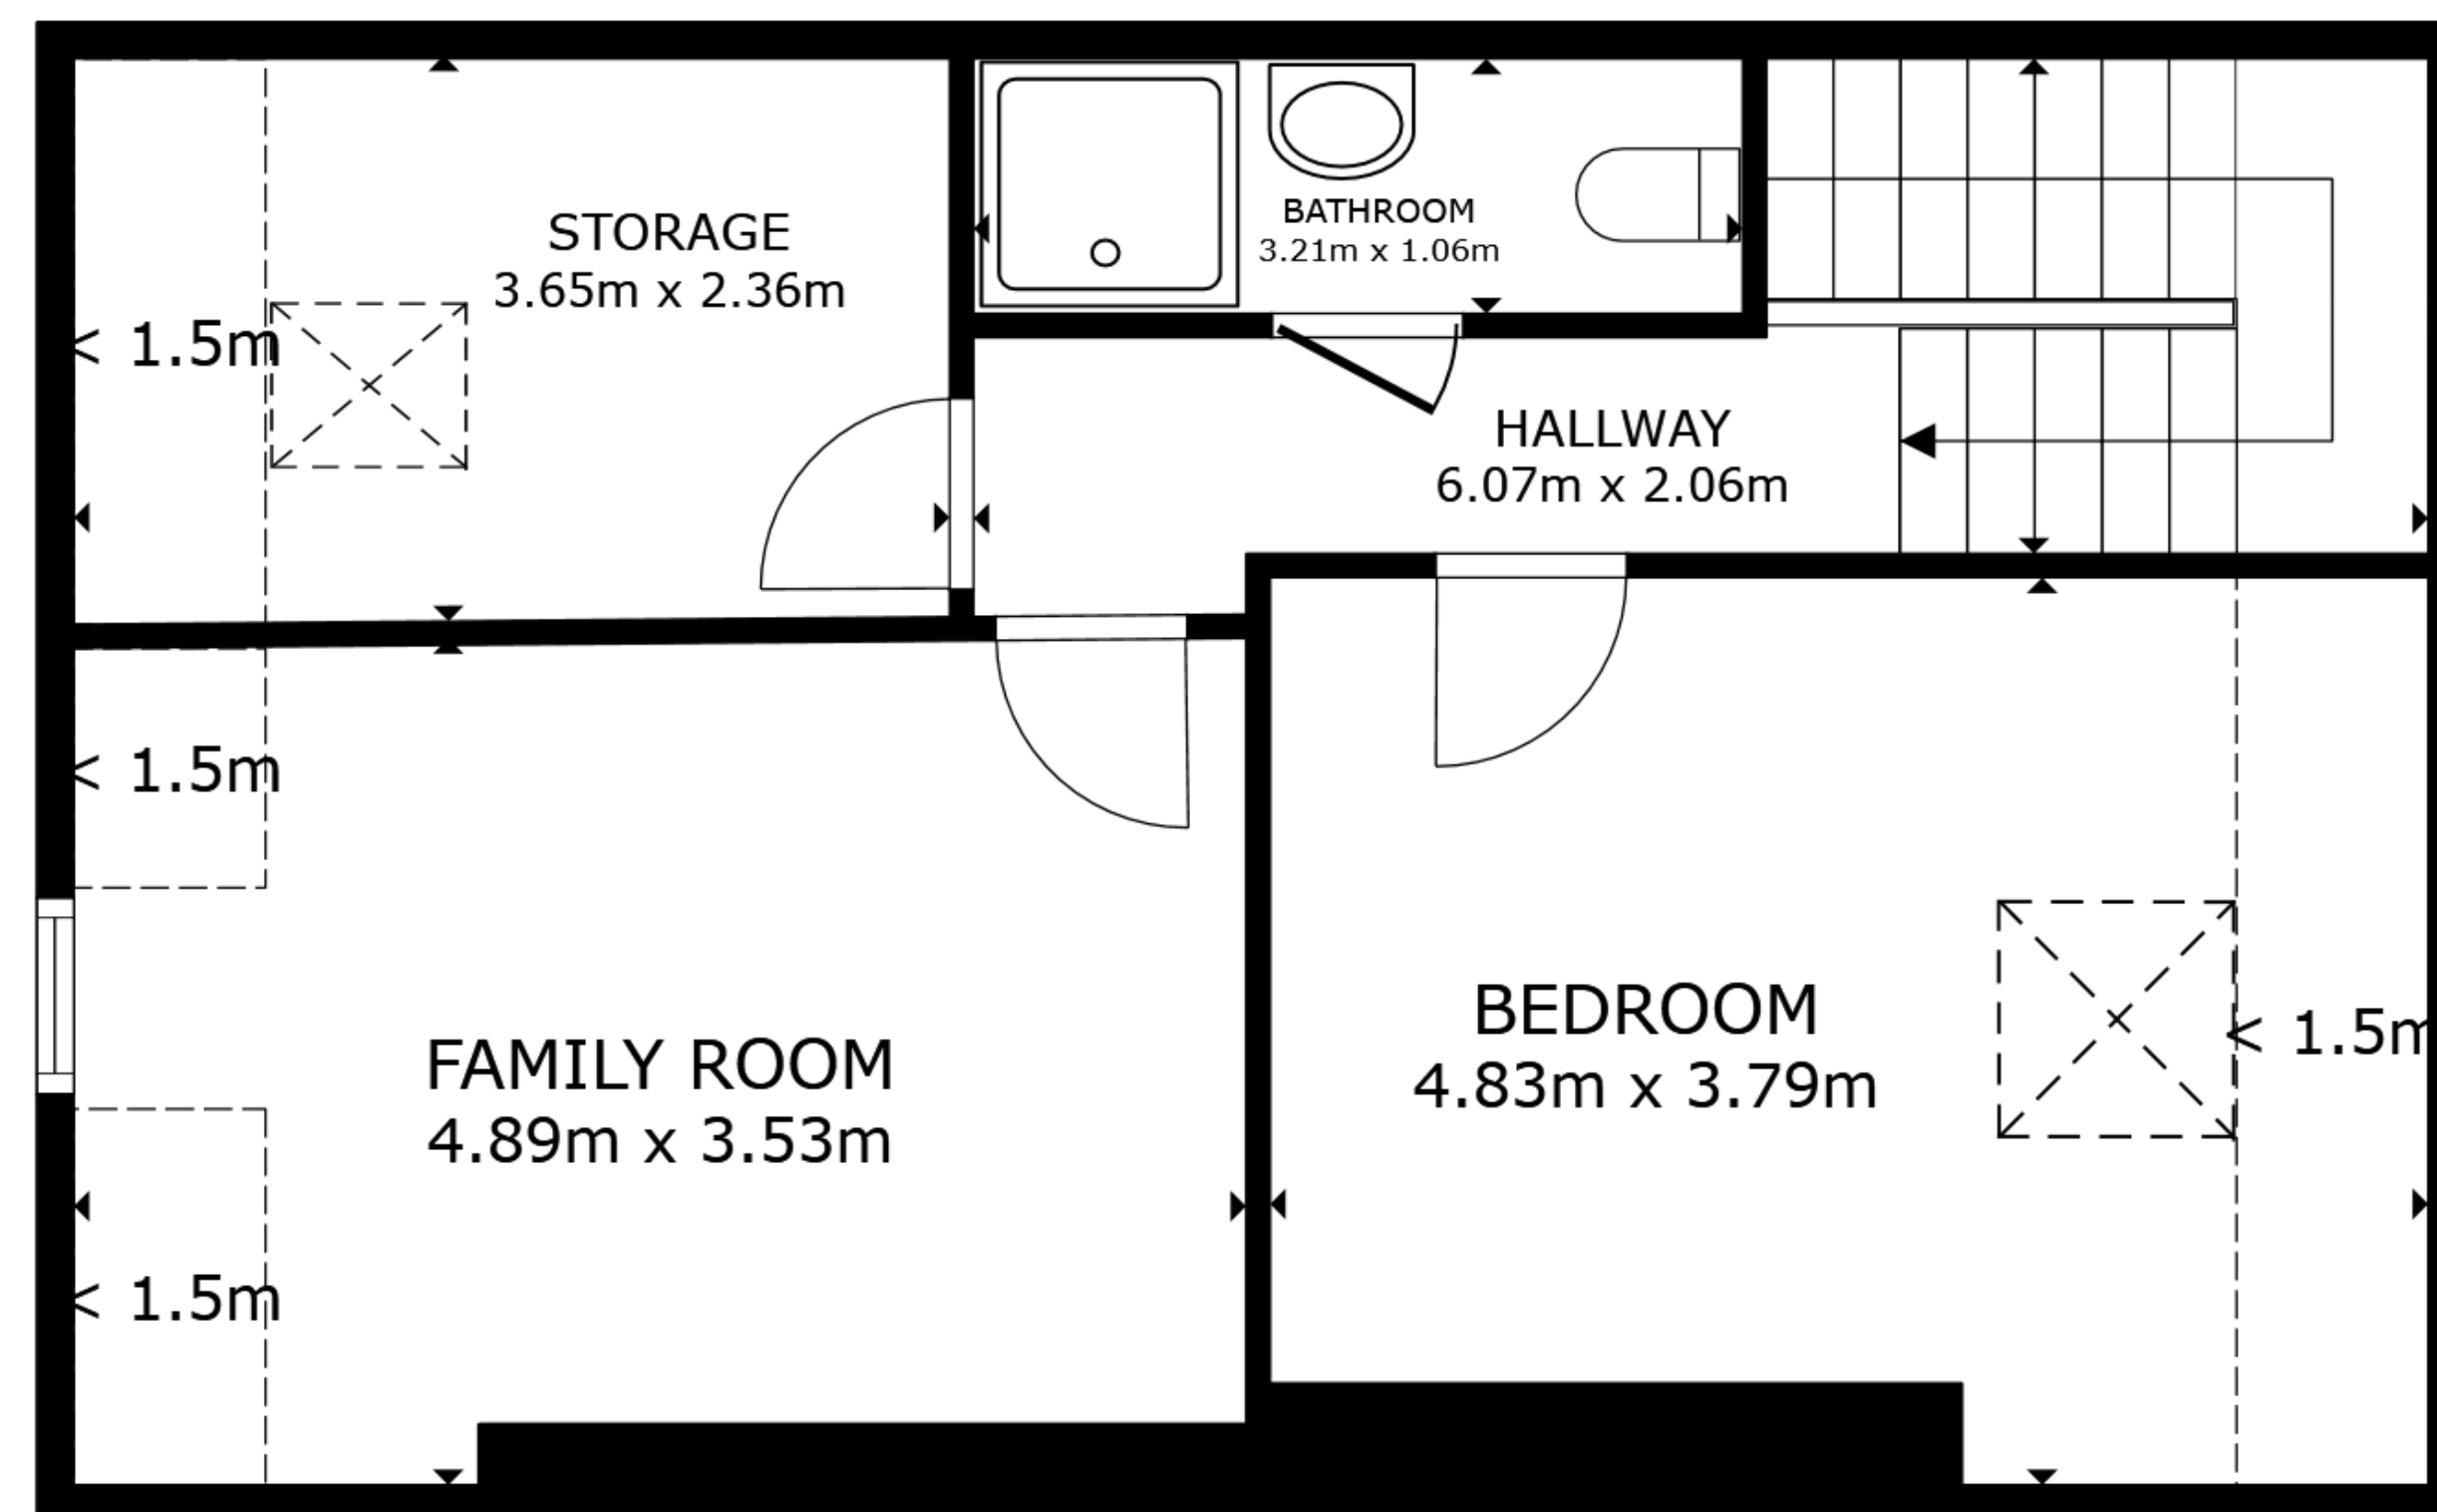 STORAGE
3.65m x 2.36m
< 1.5m
BATHROOM
3.21m x 1.06m
HALLWAY
6.07m x 2.06m
< 1.5m
FAMILY ROOM
4.89m x 3.53m
< 1.5m
BEDROOM
4.83m x 3.79m
< 1.5m